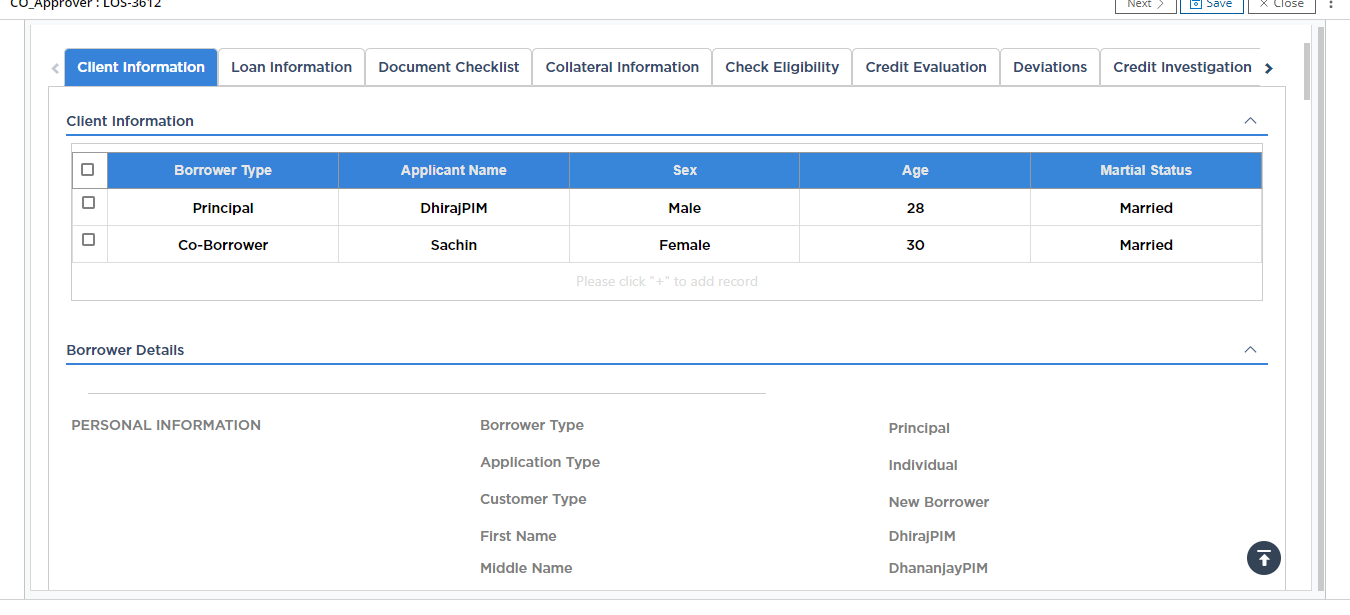 CO_Approver : LOS-3612 Next Save Close
Client Information Loan Information Document Checklist Collateral Information Check Eligibility Credit Evaluation Deviations Credit Investigation
Client Information
Borrower Type Applicant Name Sex Age Martial Status
Principal DhirajPIM Male 28 Married
Co-Borrower Sachin Female 30 Married
Please click "+" to add record
Borrower Details
PERSONAL INFORMATION Borrower Type Principal
Application Type Individual
Customer Type New Borrower
First Name DhirajPIM
Middle Name DhananjayPIM